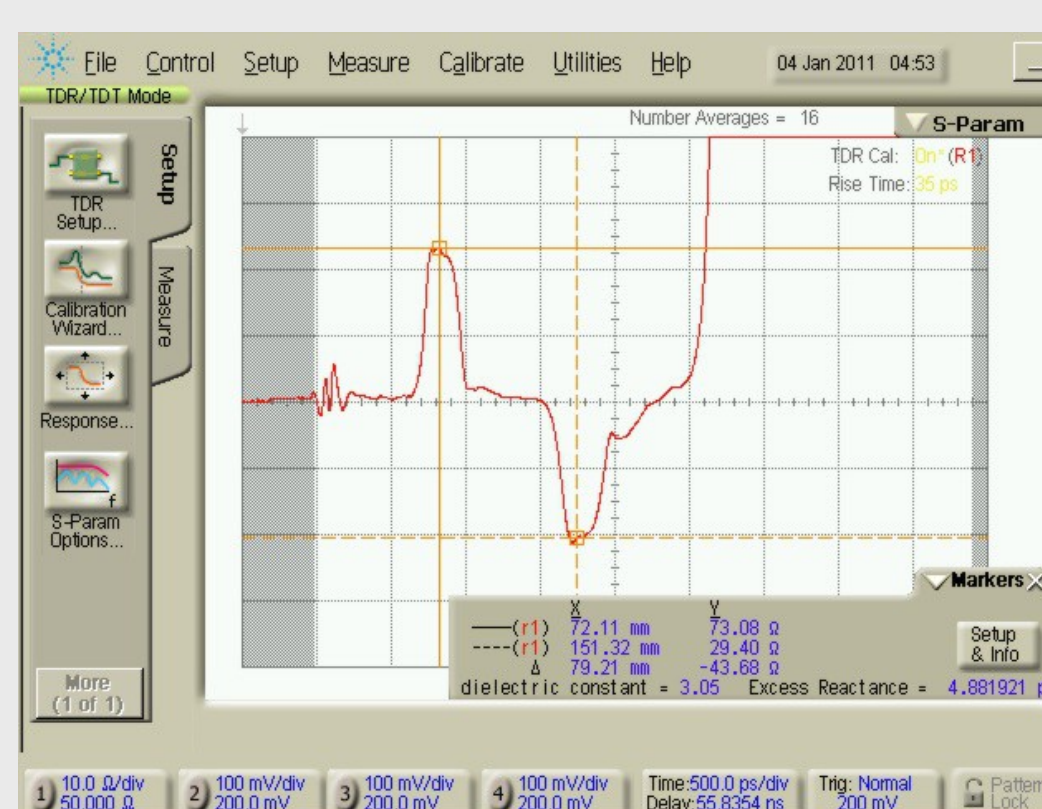 File Control Setup Measure Calibrate Utilities Help 04 Jan 2011 04:53
TDR/TDT Mode
Number Averages = 16
S-Param
TDR Cal: On* (R1)
Rise Time: 35 ps
Setup
Measure
TDR
Setup...
Calibration
Wizard...
Response...
f
S-Param
Options...
More
(1 of 1)
Markers
X Y
(r1) 72.11 mm 73.08 Ω
(r1) 151.32 mm 29.40 Ω
Δ 79.21 mm -43.68 Ω
dielectric constant = 3.05 Excess Reactance = 4.881921
Setup
& Info
1 10.0 Ω/div
50.000 Ω
2 100 mV/div
200.0 mV
3 100 mV/div
200.0 mV
4 100 mV/div
200.0 mV
Time:500.0 ps/div
Delay:55.8354 ns
Trig: Normal
200 mV
Pattern
Lock